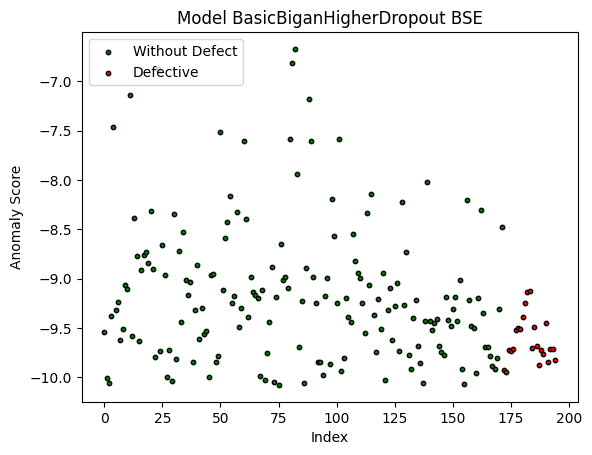 Model BasicBiganHigherDropout BSE
Without Defect
Defective
Anomaly Score
−7.0
−7.5
−8.0
−8.5
−9.0
−9.5
−10.0
0 25 50 75 100 125 150 175 200
Index